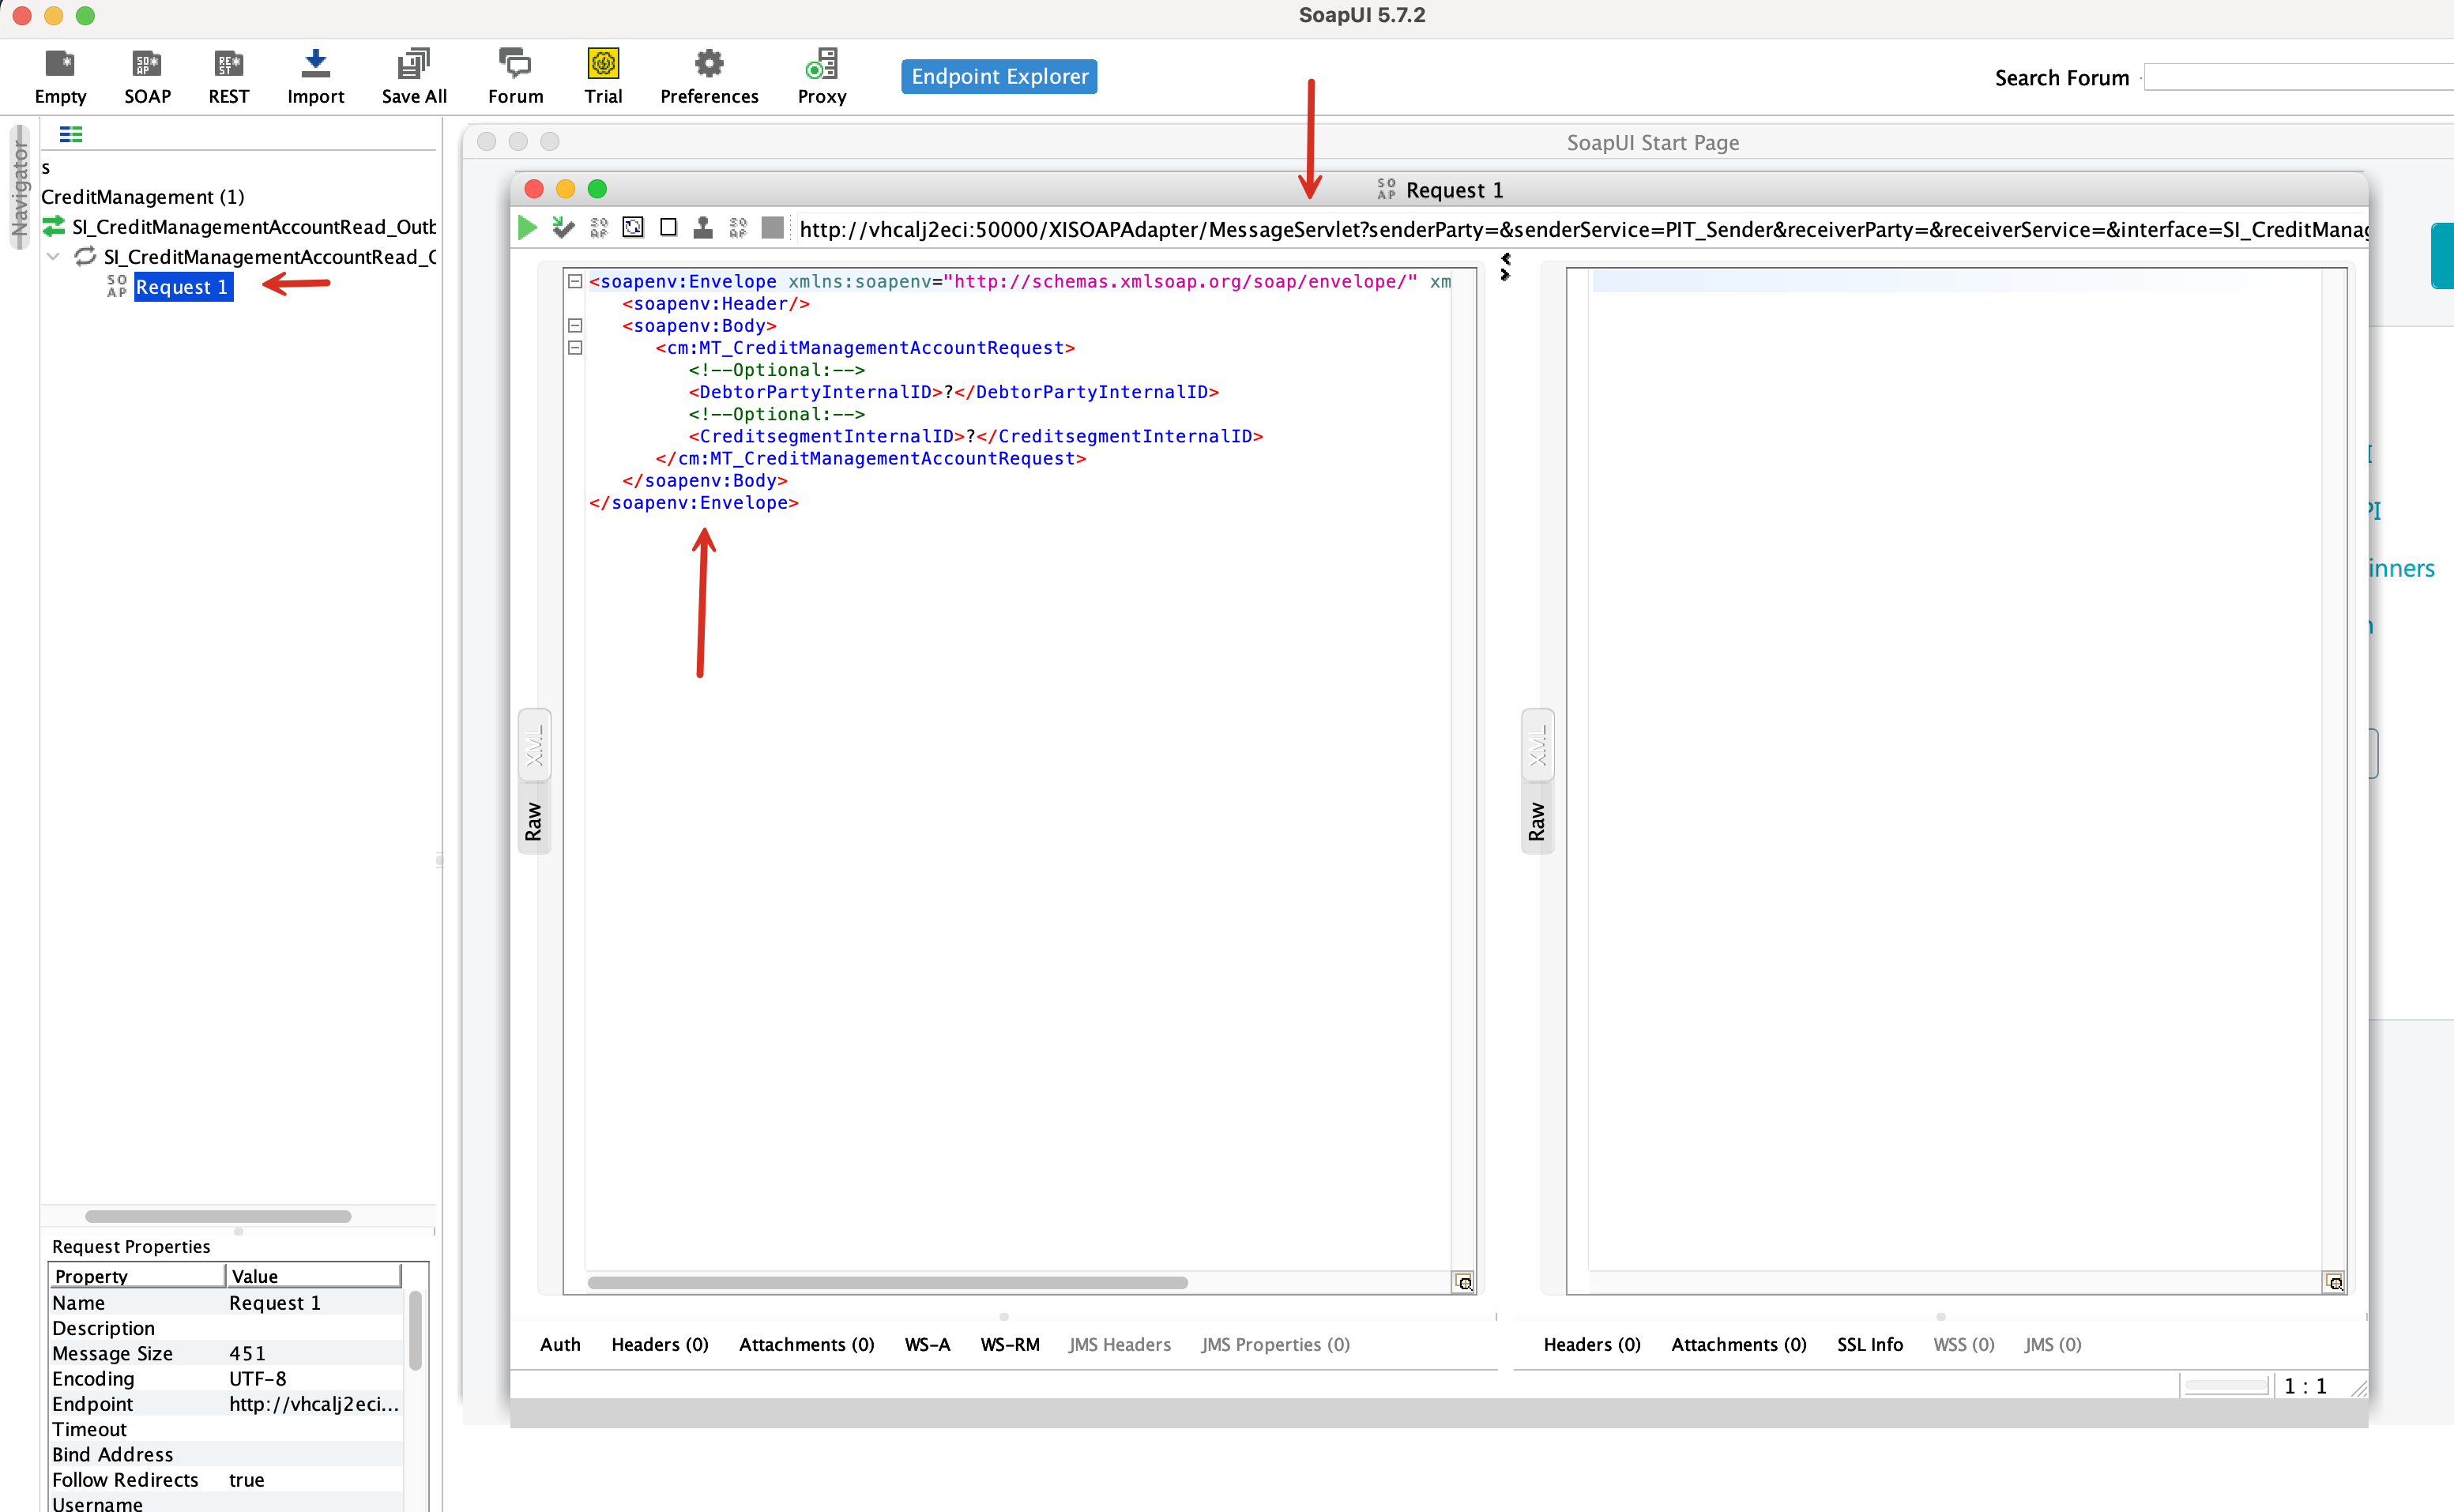 SoapUI 5.7.2
Empty
SOAP
REST
Import
Save All
Forum
Trial
Preferences
Proxy
Endpoint Explorer
Search Forum
Navigator
s
CreditManagement (1)
SI_CreditManagementAccountRead_Outb
SI_CreditManagementAccountRead_O
SO AP Request 1
SoapUI Start Page
SO AP Request 1
http://vhcalj2eci:50000/XISOAPAdapter/MessageServlet?senderParty=&senderService=PIT_Sender&receiverParty=&receiverService=&interface=SI_CreditManag
<soapenv:Envelope xmlns:soapenv="http://schemas.xmlsoap.org/soap/envelope/" xm
<soapenv:Header/>
<soapenv:Body>
<cm:MT_CreditManagementAccountRequest>
<!--Optional:-->
<DebtorPartyInternalID>?</DebtorPartyInternalID>
<!--Optional:-->
<CreditsegmentInternalID>?</CreditsegmentInternalID>
</cm:MT_CreditManagementAccountRequest>
</soapenv:Body>
</soapenv:Envelope>
XML
Raw
XML
Raw
PI
inners
Auth Headers (0) Attachments (0) WS-A WS-RM JMS Headers JMS Properties (0)
Headers (0) Attachments (0) SSL Info WSS (0) JMS (0)
1 : 1
Request Properties
Property Value
Name Request 1
Description
Message Size 451
Encoding UTF-8
Endpoint http://vhcalj2eci...
Timeout
Bind Address
Follow Redirects true
Username